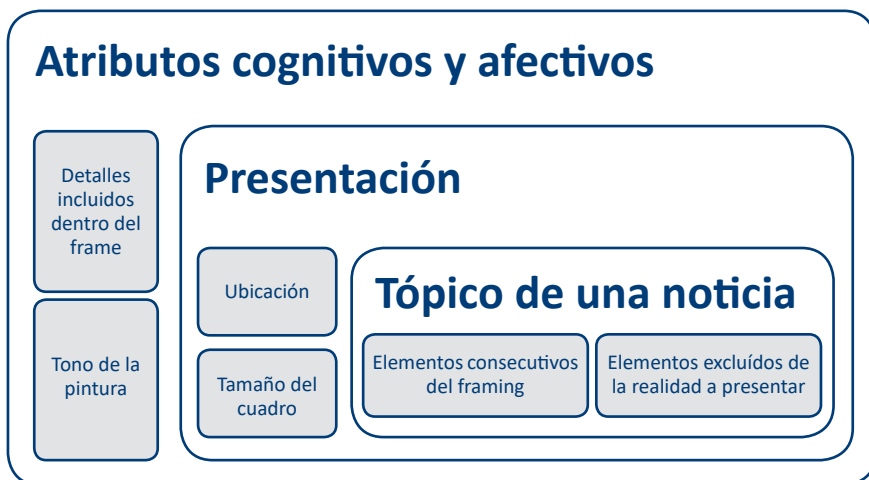 Atributos cognitivos y afectivos
Detalles
incluidos
dentro del
frame
Tono de la
pintura
Presentación
Ubicación
Tamaño del
cuadro
Tópico de una noticia
Elementos consecutivos
del framing
Elementos excluídos de
la realidad a presentar